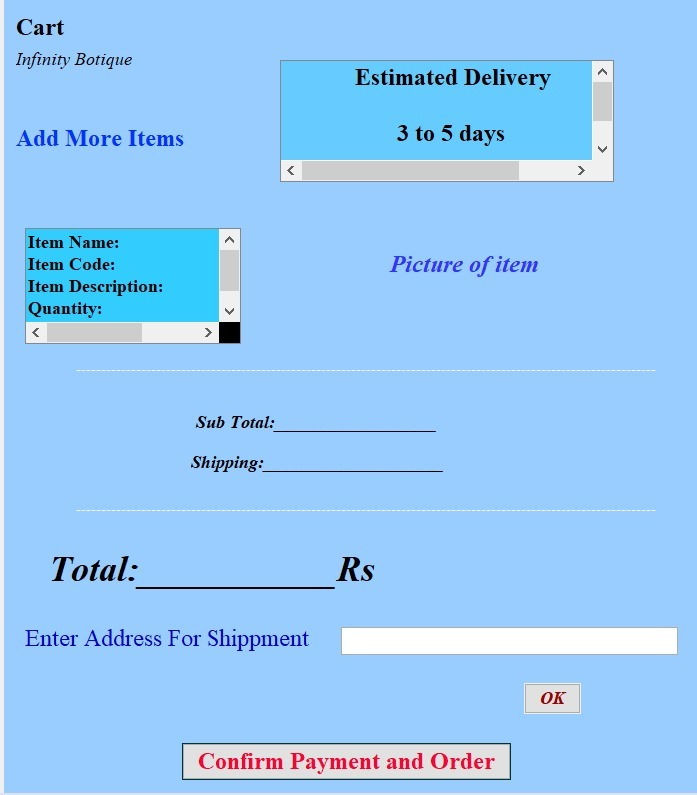 Cart
Infinity Botique
Estimated Delivery
Add More Items
3 to 5 days
Item Name:
Item Code:
Item Description:
Quantity:
Picture of item
Sub Total:__________________
Shipping:____________________
Total:___________Rs
Enter Address For Shippment
OK
Confirm Payment and Order